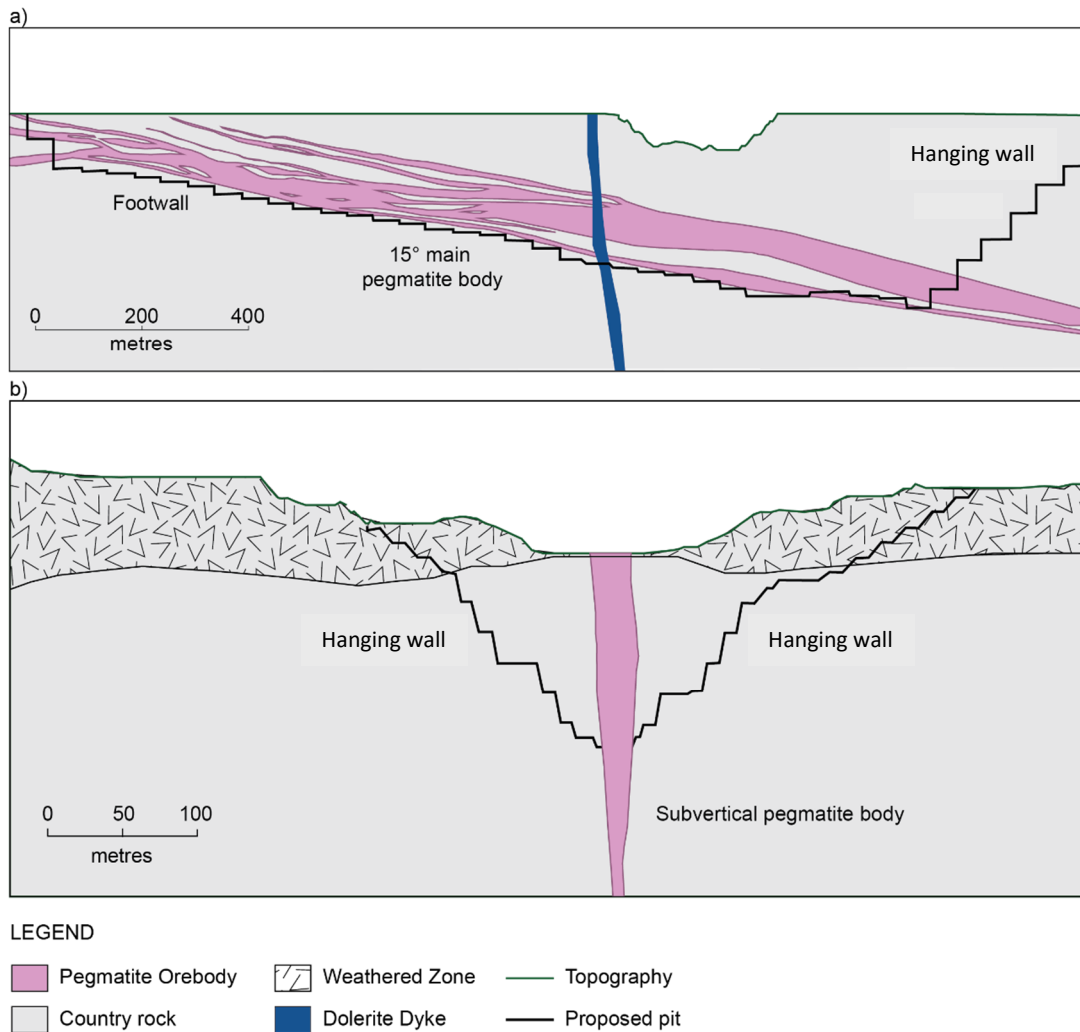 a)
Hanging wall
Footwall
15° main
pegmatite body
0 200 400
metres
b)
Hanging wall
Hanging wall
0 50 100
metres
Subvertical pegmatite body
LEGEND
Pegmatite Orebody
Weathered Zone
Topography
Country rock
Dolerite Dyke
Proposed pit